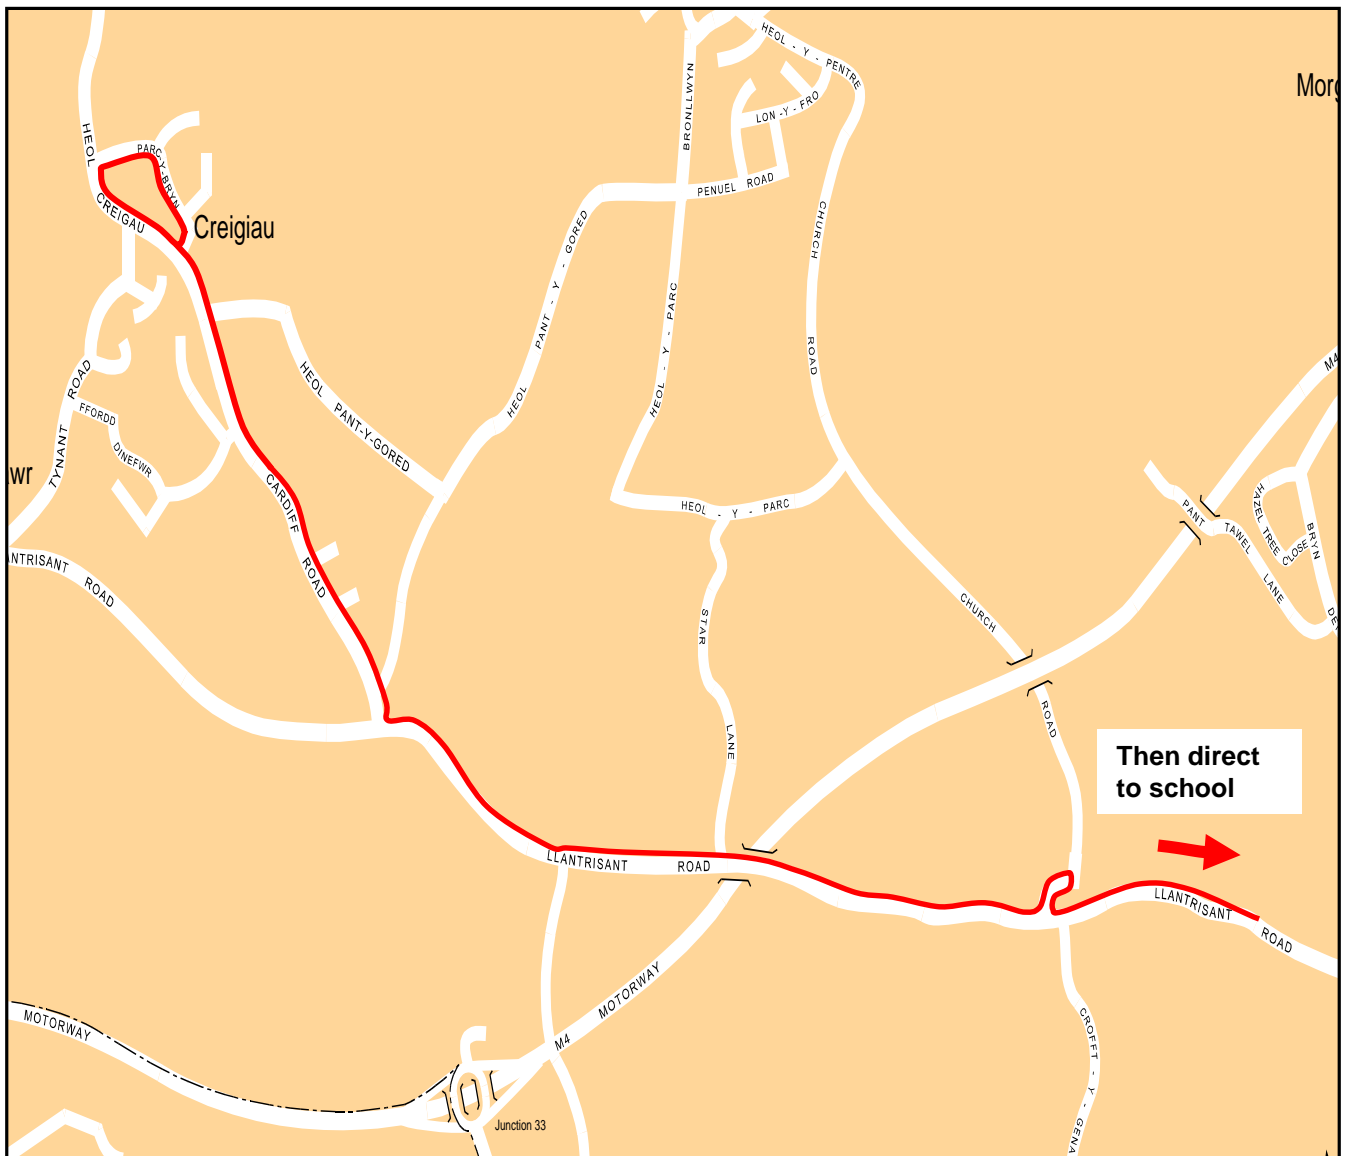 HEOL - Y - PENTRE
Morg
BRONLLWYN
LON-Y-FRO
HEOL
PARC-Y-BRYN
PENUEL ROAD
CREIGAU
Creigiau
CHURCH
ROAD
HEOL PANT - Y - GORED
HEOL - Y - PARC
M4
TYNANT ROAD
HEOL PANT-Y-GORED
FFORDD
DINEFWR
wr
CARDIFF
ROAD
HEOL - Y - PARC
PANT
TAWEL
LANE
HAZEL TREE
CLOSE
BRYN
DE
ANTRISANT ROAD
STAR
LANE
CHURCH
ROAD
Then direct
to school
LLANTRISANT ROAD
LLANTRISANT
ROAD
MOTORWAY
M4 MOTORWAY
CROFFT - Y - GENA
Junction 33